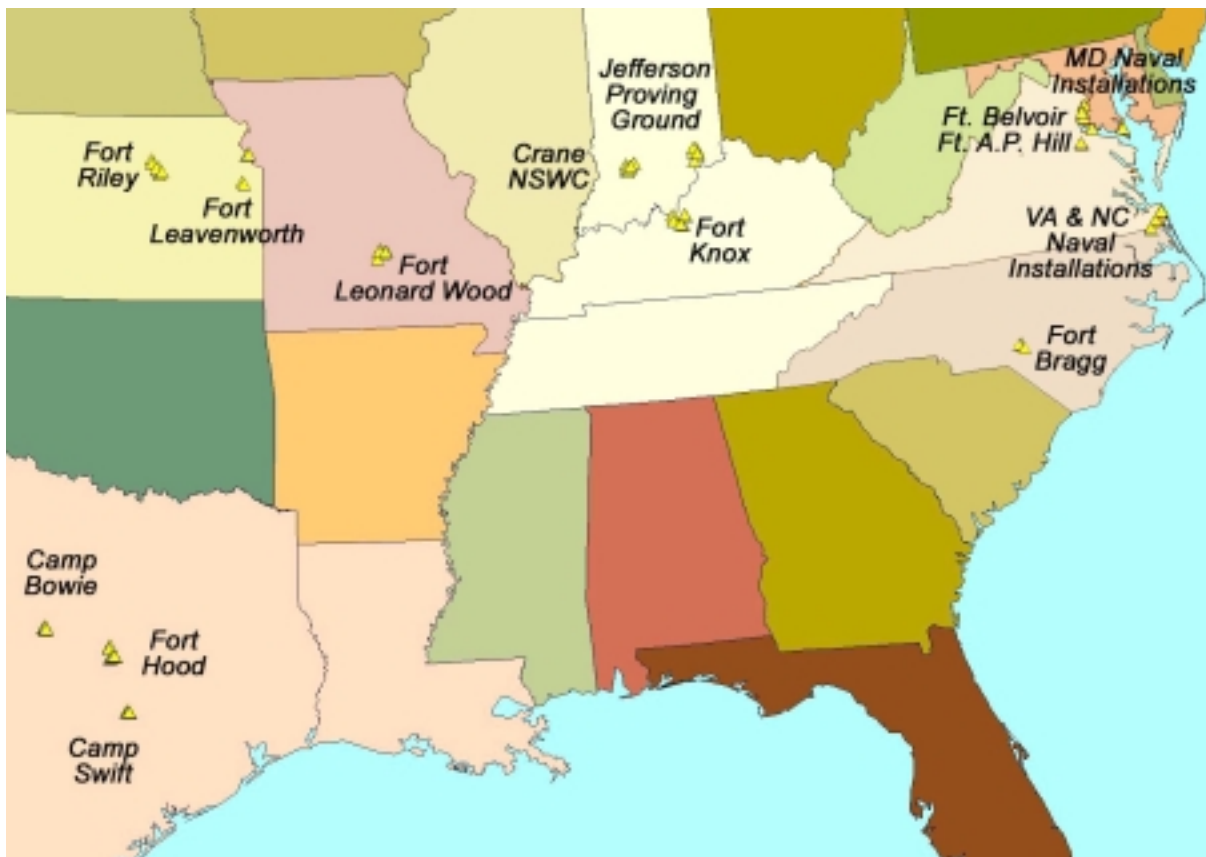 Jefferson
Proving
Ground
MD Naval
Installations
Ft. Belvoir
Ft. A.P. Hill
Fort
Riley
Crane
NSWC
Fort
Leavenworth
Fort
Knox
VA & NC
Naval
Installations
Fort
Leonard Wood
Fort
Bragg
Camp
Bowie
Fort
Hood
Camp
Swift